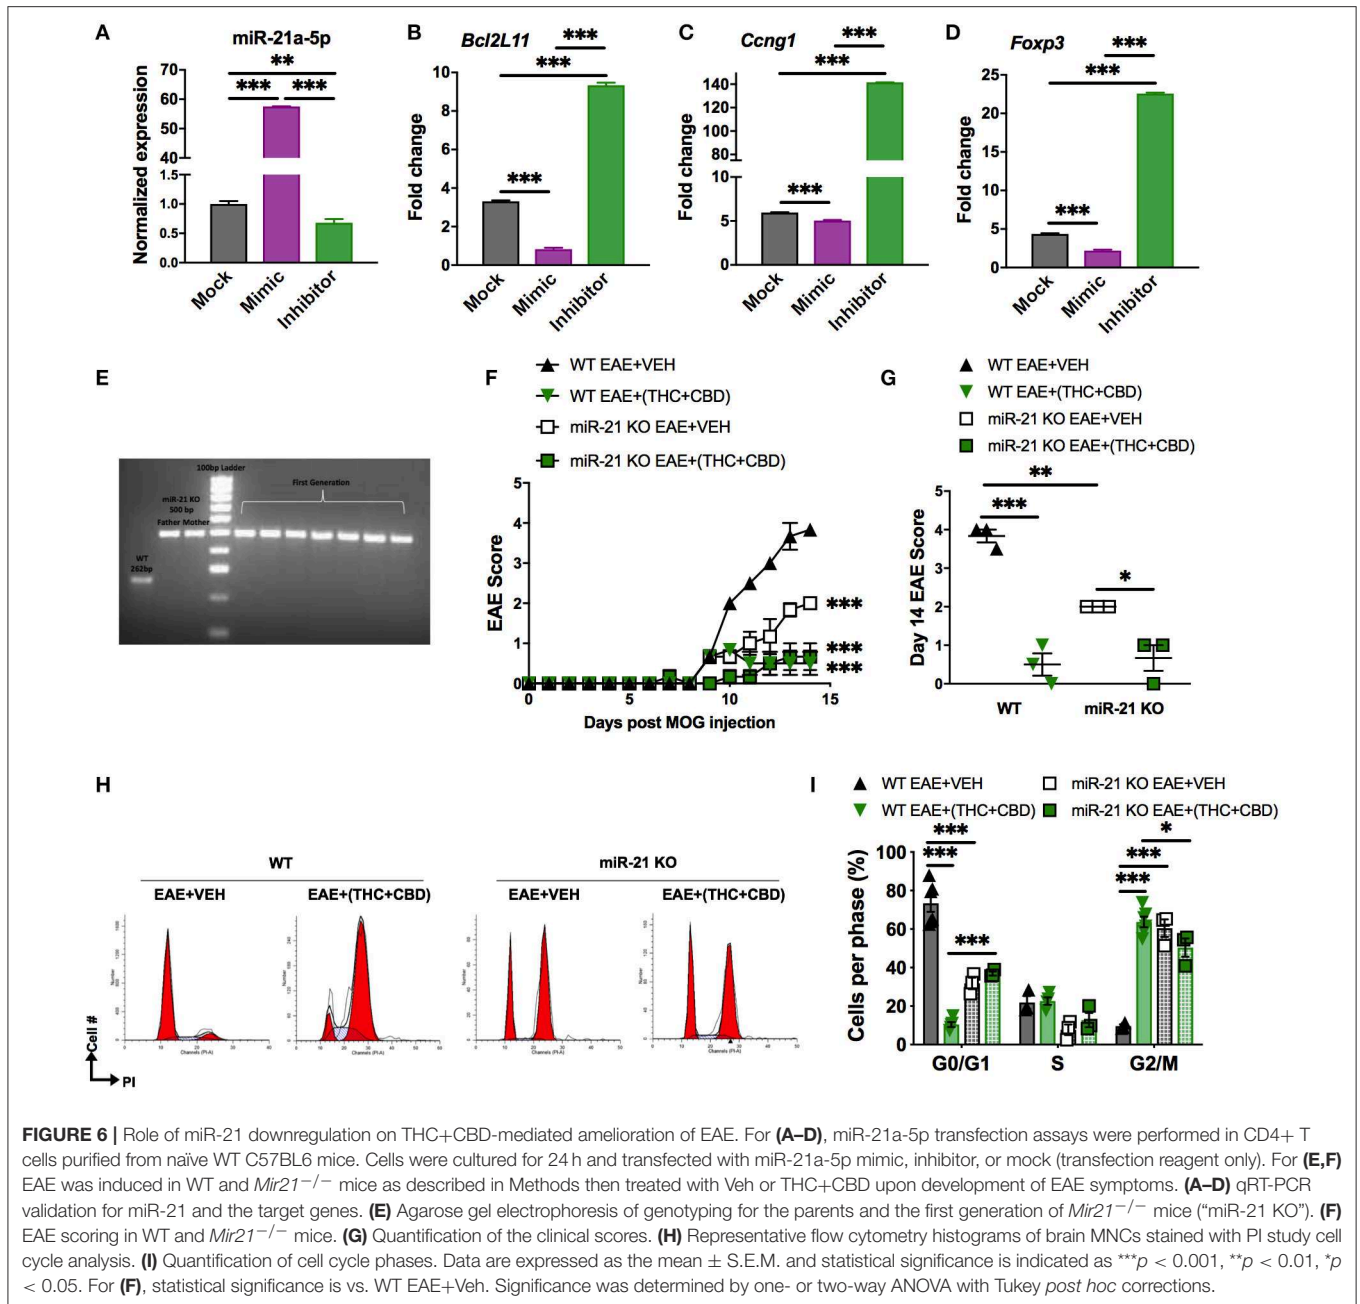 A
miR-21a-5p
**
***
***
Normalized expression
70
60
50
40
1.5
1.0
0.5
0.0
Mock
Mimic
Inhibitor
B
Bcl2L11
***
***
***
Fold change
10
8
6
4
2
0
Mock
Mimic
Inhibitor
C
Ccng1
***
***
***
Fold change
140
120
100
80
10
5
0
Mock
Mimic
Inhibitor
D
Foxp3
***
***
***
Fold change
25
20
15
10
5
0
Mock
Mimic
Inhibitor
E
100bp Ladder
miR-21 KO
500 bp
Father Mother
First Generation
WT
262bp
F
WT EAE+VEH
WT EAE+(THC+CBD)
miR-21 KO EAE+VEH
miR-21 KO EAE+(THC+CBD)
EAE Score
5
4
3
2
1
0
***
***
***
0
5
10
15
Days post MOG injection
G
WT EAE+VEH
WT EAE+(THC+CBD)
miR-21 KO EAE+VEH
miR-21 KO EAE+(THC+CBD)
Day 14 EAE Score
5
4
3
2
1
0
**
***
*
WT
miR-21 KO
H
WT
miR-21 KO
EAE+VEH
EAE+(THC+CBD)
EAE+VEH
EAE+(THC+CBD)
Number
Number
Number
Number
Channels (PI-A)
Channels (PI-A)
Channels (PI-A)
Channels (PI-A)
Cell #
PI
I
WT EAE+VEH
miR-21 KO EAE+VEH
WT EAE+(THC+CBD)
miR-21 KO EAE+(THC+CBD)
Cells per phase (%)
100
80
60
40
20
0
***
***
***
*
***
***
G0/G1
S
G2/M
FIGURE 6 | Role of miR-21 downregulation on THC+CBD-mediated amelioration of EAE. For (A–D), miR-21a-5p transfection assays were performed in CD4+ T
cells purified from naïve WT C57BL6 mice. Cells were cultured for 24 h and transfected with miR-21a-5p mimic, inhibitor, or mock (transfection reagent only). For (E,F)
EAE was induced in WT and Mir21−/− mice as described in Methods then treated with Veh or THC+CBD upon development of EAE symptoms. (A–D) qRT-PCR
validation for miR-21 and the target genes. (E) Agarose gel electrophoresis of genotyping for the parents and the first generation of Mir21−/− mice (“miR-21 KO”). (F)
EAE scoring in WT and Mir21−/− mice. (G) Quantification of the clinical scores. (H) Representative flow cytometry histograms of brain MNCs stained with PI study cell
cycle analysis. (I) Quantification of cell cycle phases. Data are expressed as the mean ± S.E.M. and statistical significance is indicated as ***p < 0.001, **p < 0.01, *p
< 0.05. For (F), statistical significance is vs. WT EAE+Veh. Significance was determined by one- or two-way ANOVA with Tukey post hoc corrections.